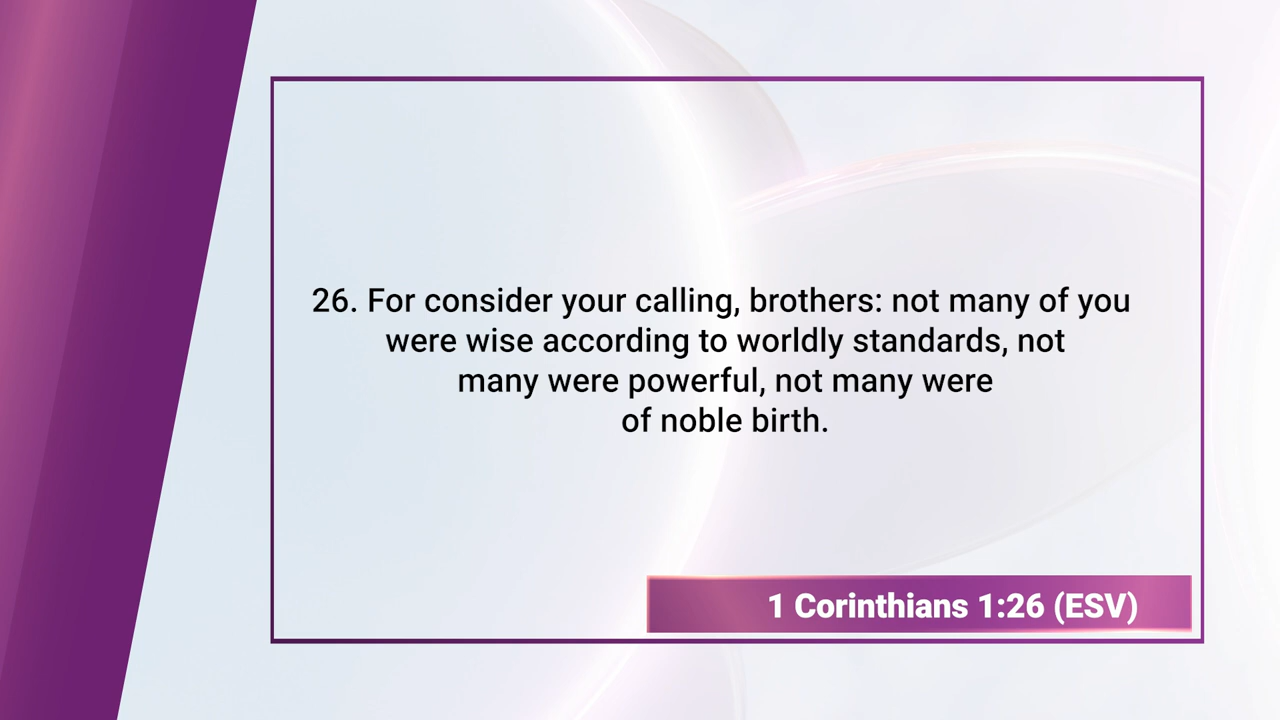 26. For consider your calling, brothers: not many of you
were wise according to worldly standards, not
many were powerful, not many were
of noble birth.
1 Corinthians 1:26 (ESV)